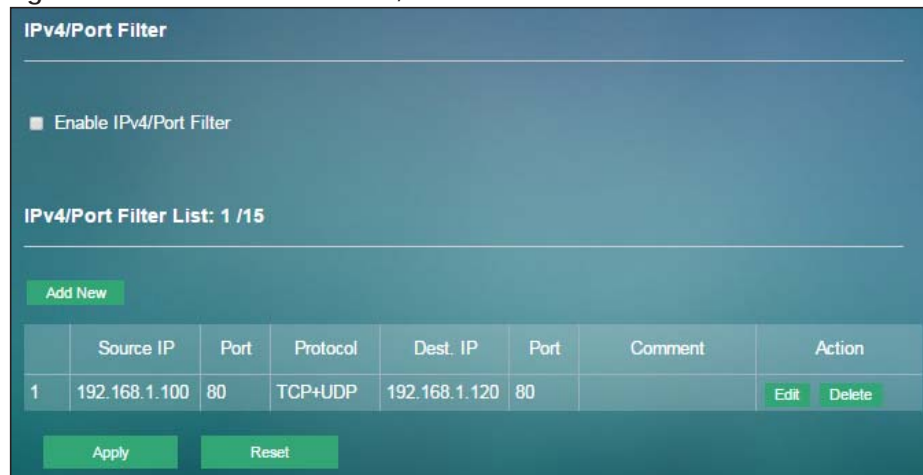 IPv4/Port Filter
Enable IPv4/Port Filter
IPv4/Port Filter List: 1 /15
Add New
Source IP Port Protocol Dest. IP Port Comment Action
1 192.168.1.100 80 TCP+UDP 192.168.1.120 80 Edit Delete
Apply Reset